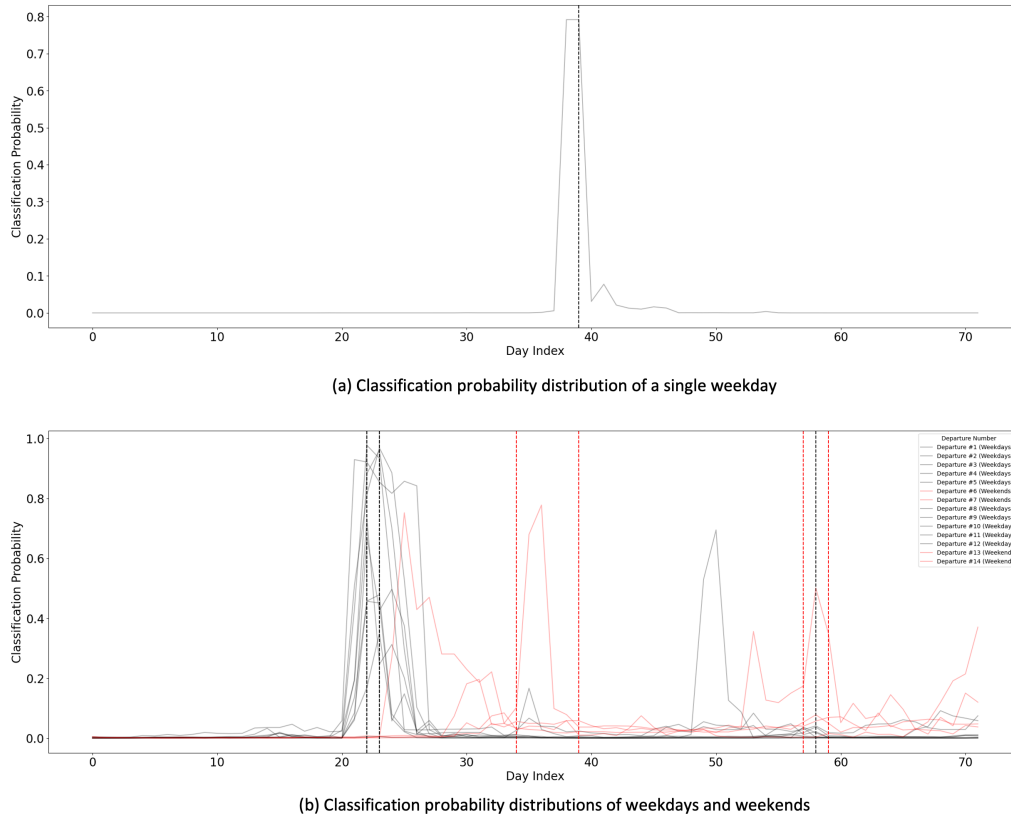 0.8
0.7
0.6
0.5
0.4
0.3
0.2
0.1
0.0
Classification Probability
0 10 20 30 40 50 60 70
Day Index
(a) Classification probability distribution of a single weekday
1.0
0.8
0.6
0.4
0.2
0.0
Classification Probability
Departure Number
Departure #1 (Weekdays
Departure #2 (Weekdays
Departure #3 (Weekdays
Departure #4 (Weekdays
Departure #5 (Weekdays
Departure #6 (Weekends
Departure #7 (Weekends
Departure #8 (Weekdays
Departure #9 (Weekdays
Departure #10 (Weekday
Departure #11 (Weekday
Departure #12 (Weekday
Departure #13 (Weekend
Departure #14 (Weekend
0 10 20 30 40 50 60 70
Day Index
(b) Classification probability distributions of weekdays and weekends